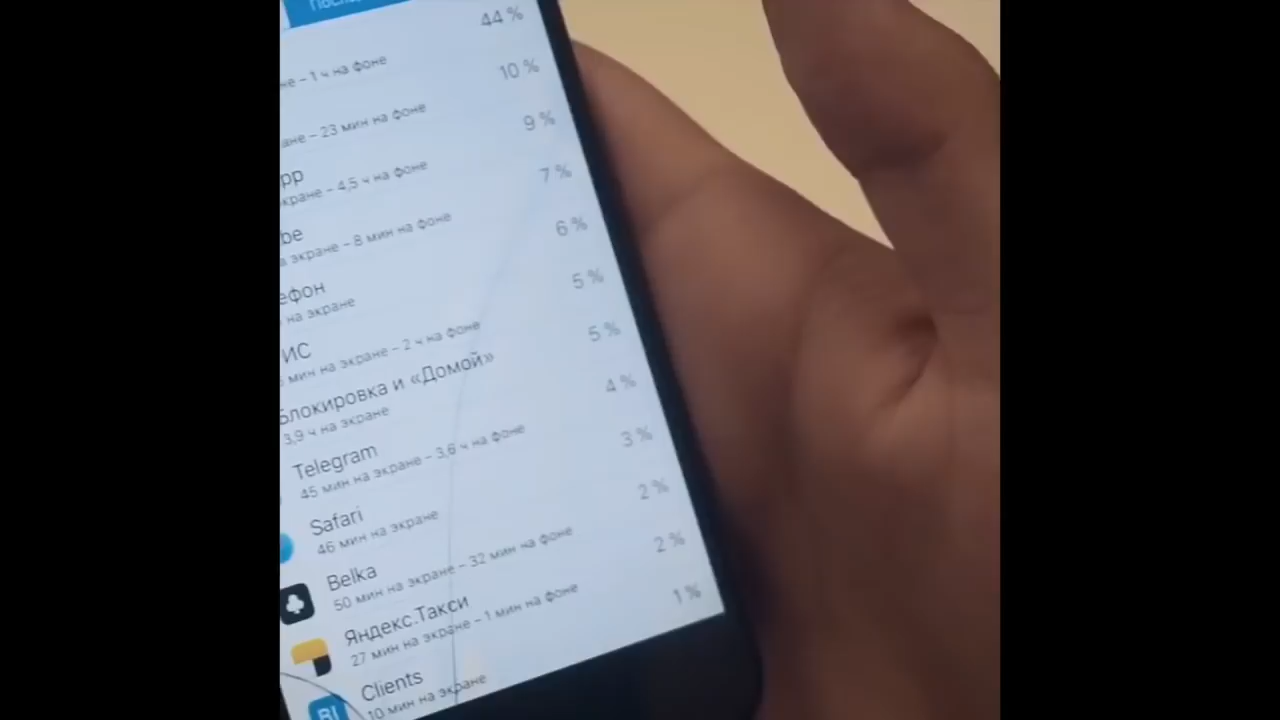 44 %
– 1 ч на фоне
10 %
– 23 мин на фоне
9 %
– 4,5 ч на фоне
7 %
экране – 8 мин на фоне
6 %
на экране
5 %
мин на экране – 2 ч на фоне
Блокировка и «Домой»
5 %
3,9 ч на экране
Telegram
4 %
45 мин на экране – 3,6 ч на фоне
Safari
3 %
46 мин на экране
Belka
2 %
50 мин на экране – 32 мин на фоне
Яндекс.Такси
2 %
27 мин на экране – 1 мин на фоне
Clients
1 %
10 мин на экране